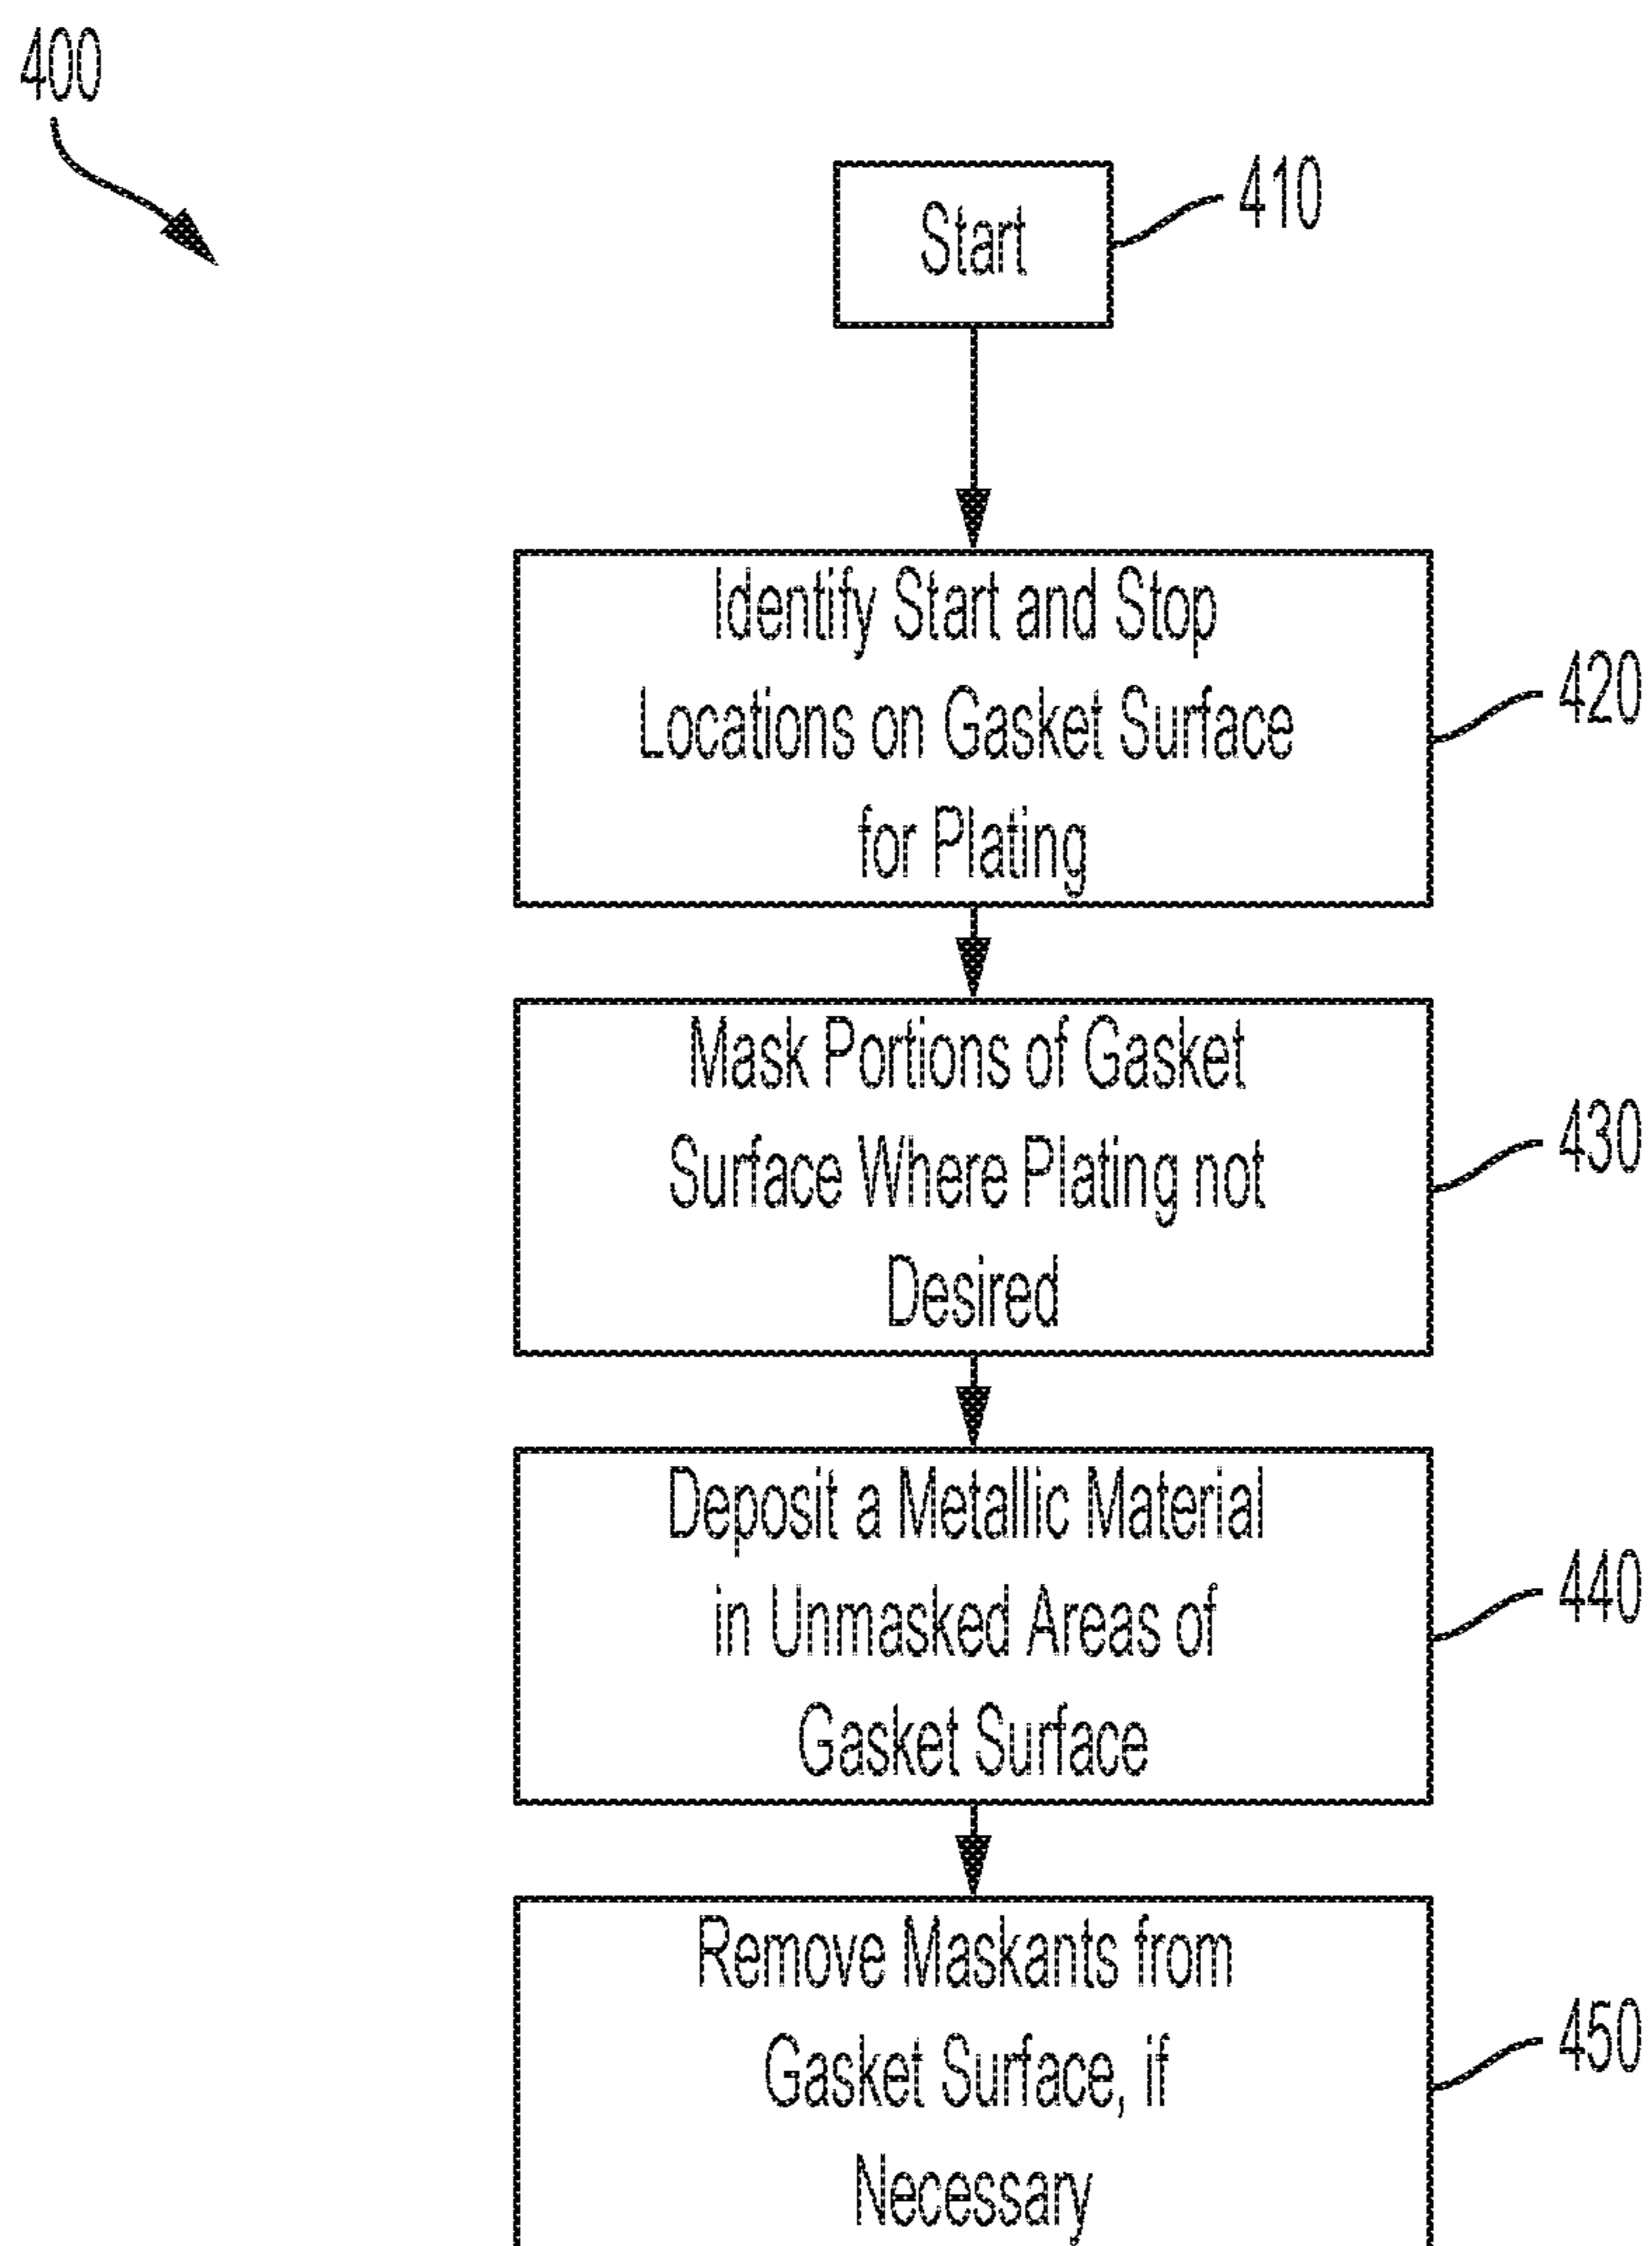 400
Start
410
Identify Start and Stop
Locations on Gasket Surface
for Plating
420
Mask Portions of Gasket
Surface Where Plating not
Desired
430
Deposit a Metallic Material
in Unmasked Areas of
Gasket Surface
440
Remove Maskants from
Gasket Surface, if
Necessary
450